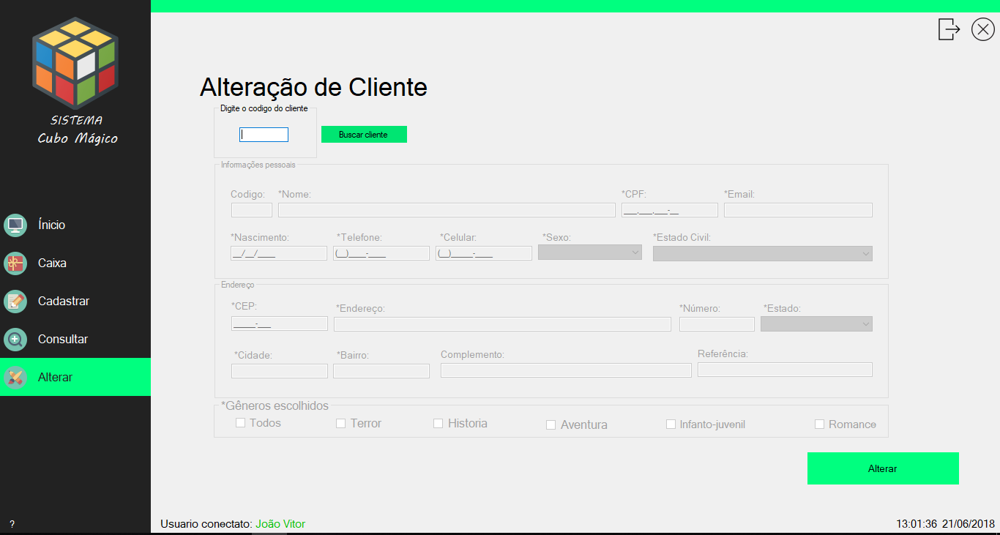 SISTEMA
Cubo Mágico
Ínicio
Caixa
Cadastrar
Consultar
Alterar
?
Alteração de Cliente
Digite o codigo do cliente
Buscar cliente
Informações pessoais
Codigo: *Nome: *CPF: *Email:
___.___.___-__
*Nascimento: *Telefone: *Celular: *Sexo: *Estado Civil:
__/__/____ (__)____-____ (__)_____-____
Endereço
*CEP: *Endereço: *Número: *Estado:
_____-___
*Cidade: *Bairro: Complemento: Referência:
*Gêneros escolhidos
Todos Terror Historia Aventura Infanto-juvenil Romance
Alterar
Usuario conectato: João Vitor 13:01:36 21/06/2018